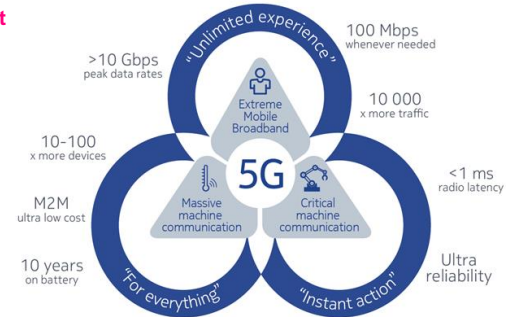 t
"Unlimited experience"
>10 Gbps
peak data rates
100 Mbps
whenever needed
10 000
x more traffic
Extreme
Mobile
Broadband
5G
10-100
x more devices
M2M
ultra low cost
10 years
on battery
Massive
machine
communication
"For everything"
Critical
machine
communication
<1 ms
radio latency
Ultra
reliability
"Instant action"